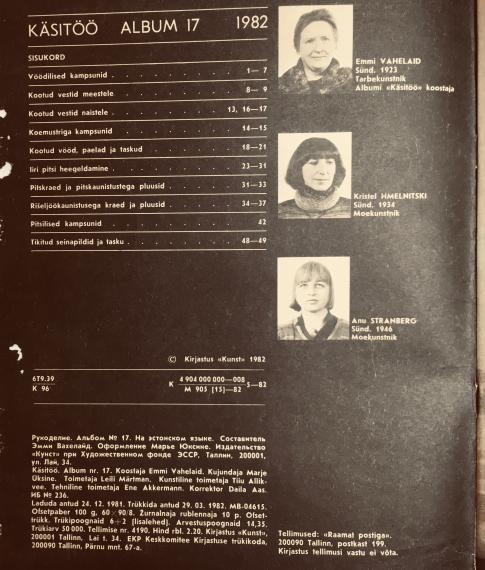 KÄSITÖÖ ALBUM 17 1982
SISUKORD
Vöödilised kampsunid . . . . . . . . . . 1— 7
Kootud vestid meestele . . . . . . . . . . 8— 9
Kootud vestid naistele . . . . . . . . . 13, 16—17
Koemustriga kampsunid . . . . . . . . . . 14—15
Kootud vööd, paelad ja taskud . . . . . . . . 18—21
Iiri pitsi heegeldamine . . . . . . . . . . 23—31
Pitskraed ja pitskaunistustega pluusid . . . . . . 31—33
Rišeljöökaunistusega kraed ja pluusid . . . . . . 34—37
Pitsilised kampsunid . . . . . . . . . . . 42
Tikitud seinapildid ja tasku . . . . . . . . . 48—49
Emmi VAHELAID
Sünd. 1923
Tarbekunstnik
Albumi «Käsitöö» koostaja
Kristel HMELNITSKI
Sünd. 1934
Moekunstnik
Anu STRANBERG
Sünd. 1946
Moekunstnik
© Kirjastus «Kunst» 1982
6T9.39
K 96
K 4 904 000 000—008 5—82
M 905 [15]—82
Рукоделие. Альбом № 17. На эстонском языке. Составитель
Эмми Вахелайд. Оформление Марье Юксине. Издательство
«Кунст» при Художественном фонде ЭССР, Таллин, 200001,
ул. Лай, 34.
Käsitöö. Album nr. 17. Koostaja Emmi Vahelaid. Kujundaja Marje
Üksine. Toimetaja Leili Märtman. Kunstiline toimetaja Tiiu Allik-
vee. Tehniline toimetaja Ene Akkermann. Korrektor Daila Aas.
ИБ № 236.
Laduda antud 24. 12. 1981. Trükkida antud 29. 03. 1982. MB-04615.
Ofsetpaber 100 g, 60×90/8. Žurnalnaja rublennaja 10 p. Ofset-
trükk. Trükipoognaid 6+2 [lisalehed]. Arvestuspoognaid 14,35.
Trükiarv 50 000. Tellimise nr. 4190. Hind rbl. 2.20. Kirjastus «Kunst»,
200001 Tallinn, Lai t. 34. EKP Keskkomitee Kirjastuse trükikoda,
200090 Tallinn, Pärnu mnt. 67-a.
Tellimused: «Raamat postiga».
200090 Tallinn, postkast 199.
Kirjastus tellimusi vastu ei võta.